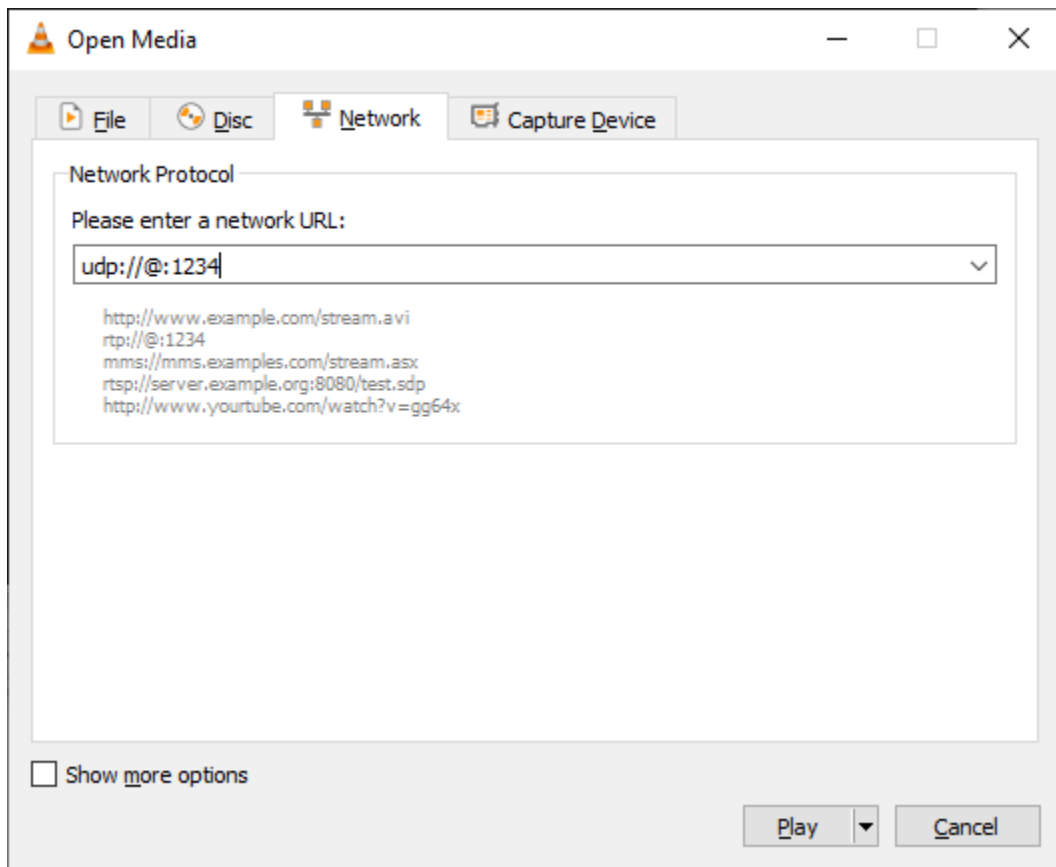 Open Media
File Disc Network Capture Device
Network Protocol
Please enter a network URL:
udp://@:1234
http://www.example.com/stream.avi
rtp://@:1234
mms://mms.examples.com/stream.asx
rtsp://server.example.org:8080/test.sdp
http://www.yourtube.com/watch?v=gg64x
Show more options
Play Cancel